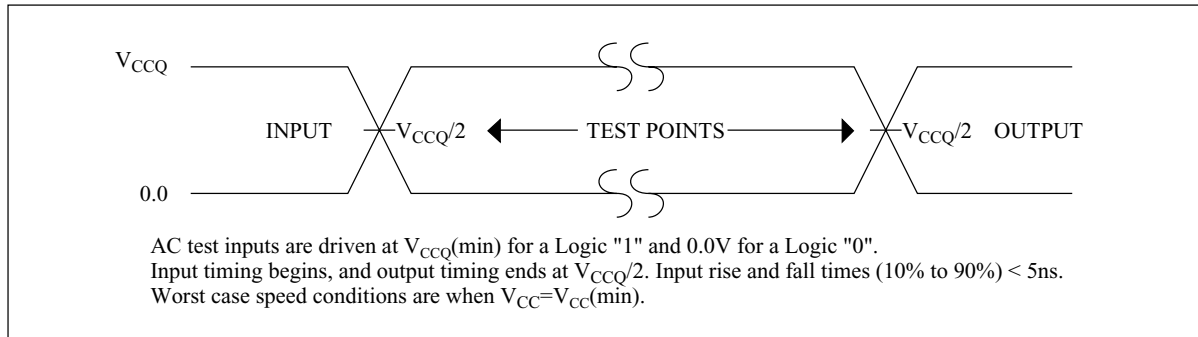 VCCQ
INPUT VCCQ/2 TEST POINTS VCCQ/2 OUTPUT
0.0
AC test inputs are driven at VCCQ(min) for a Logic "1" and 0.0V for a Logic "0".
Input timing begins, and output timing ends at VCCQ/2. Input rise and fall times (10% to 90%) < 5ns.
Worst case speed conditions are when VCC=VCC(min).